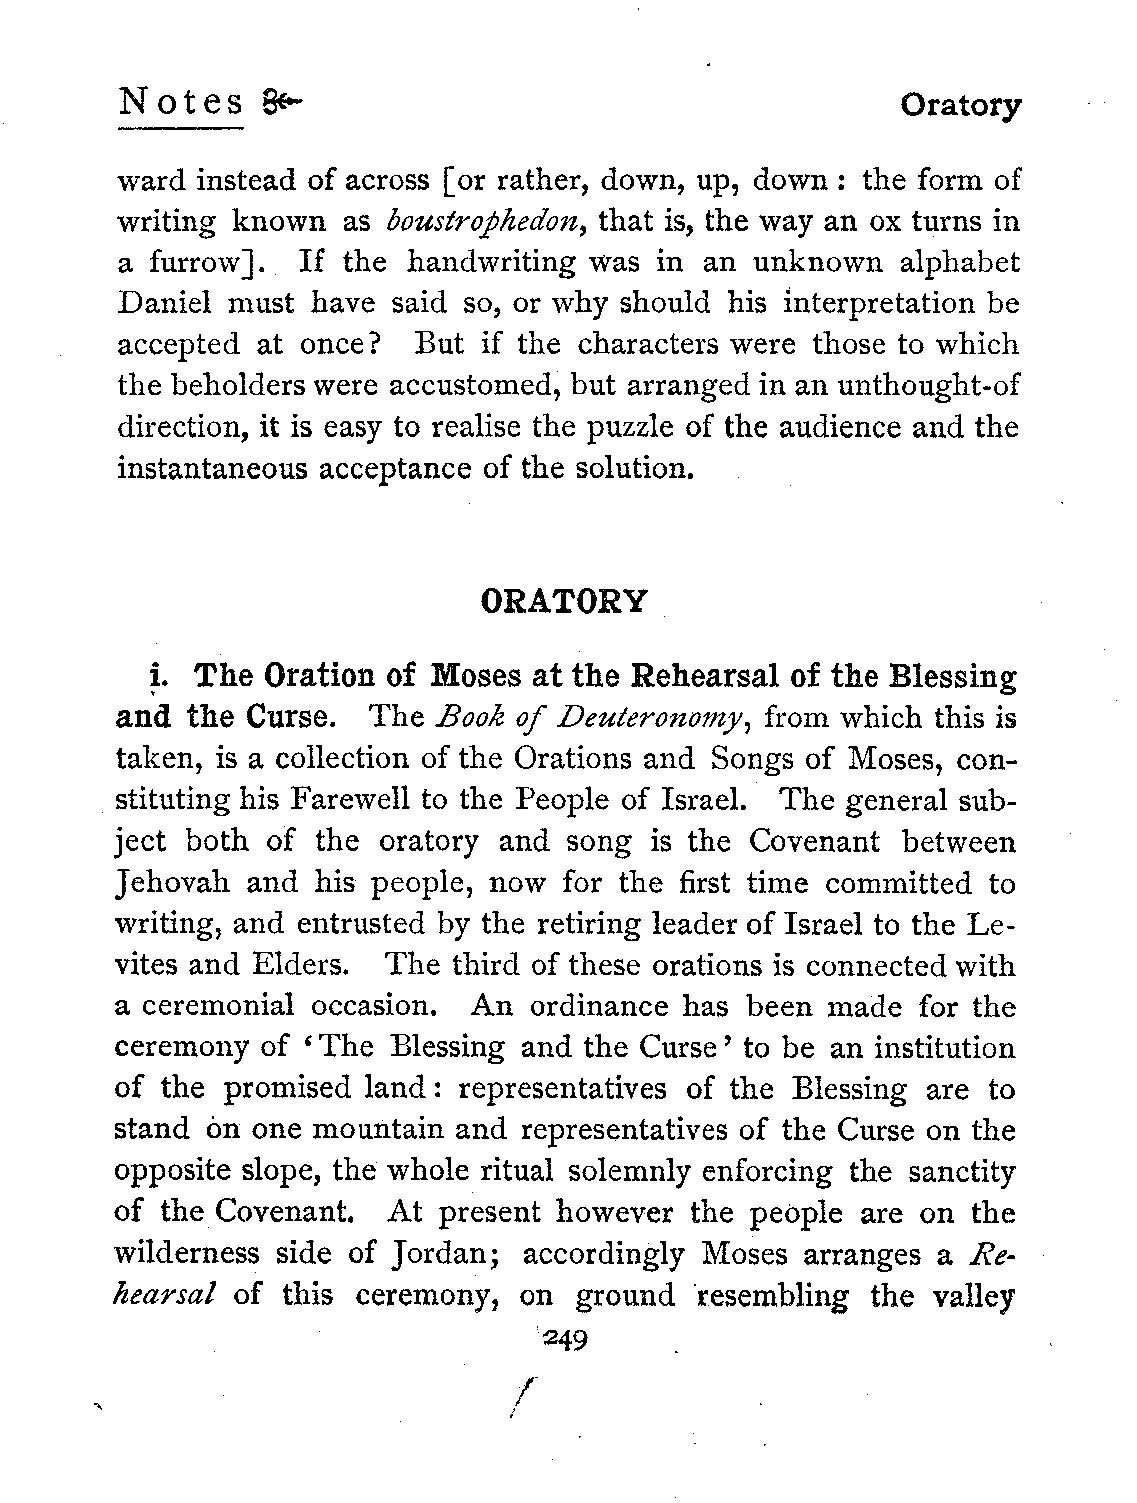 Notes
Oratory
ward instead of across [or rather, down, up, down : the form of
writing known as boustrophedon, that is, the way an ox turns in
a furrow]. If the handwriting was in an unknown alphabet
Daniel must have said so, or why should his interpretation be
accepted at once? But if the characters were those to which
the beholders were accustomed, but arranged in an unthought-of
direction, it is easy to realise the puzzle of the audience and the
instantaneous acceptance of the solution.
ORATORY
i. The Oration of Moses at the Rehearsal of the Blessing
and the Curse. The Book of Deuteronomy, from which this is
taken, is a collection of the Orations and Songs of Moses, con-
stituting his Farewell to the People of Israel. The general sub-
ject both of the oratory and song is the Covenant between
Jehovah and his people, now for the first time committed to
writing, and entrusted by the retiring leader of Israel to the Le-
vites and Elders. The third of these orations is connected with
a ceremonial occasion. An ordinance has been made for the
ceremony of ‘The Blessing and the Curse’ to be an institution
of the promised land : representatives of the Blessing are to
stand on one mountain and representatives of the Curse on the
opposite slope, the whole ritual solemnly enforcing the sanctity
of the Covenant. At present however the people are on the
wilderness side of Jordan; accordingly Moses arranges a Re-
hearsal of this ceremony, on ground resembling the valley
249